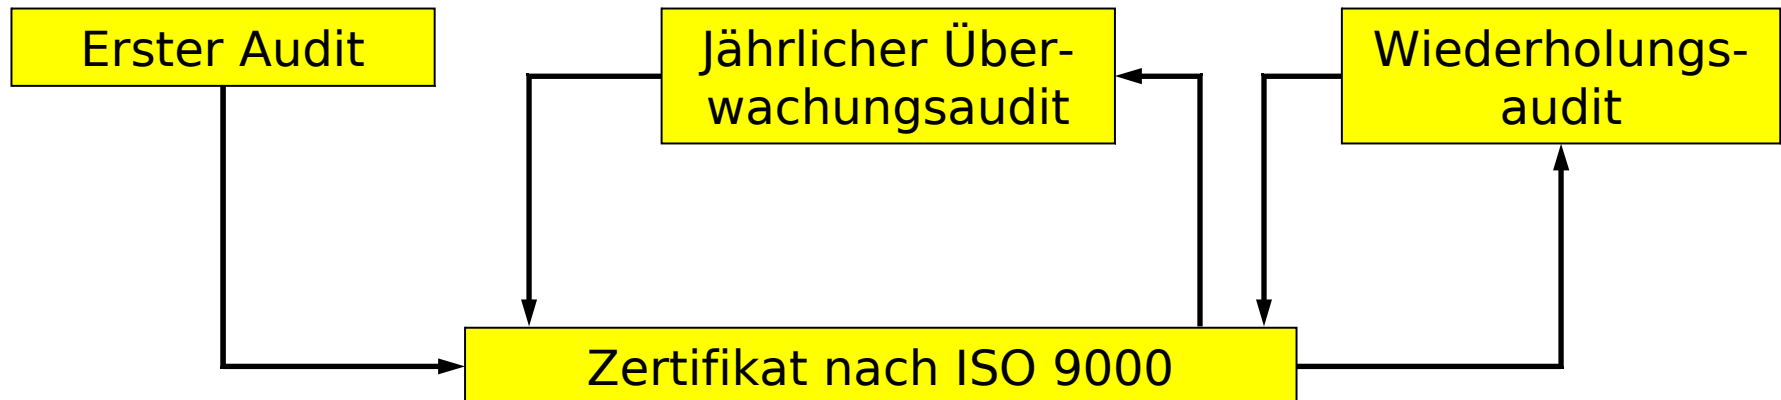 Erster Audit
Jährlicher Über-
wachungsaudit
Wiederholungs-
audit
Zertifikat nach ISO 9000